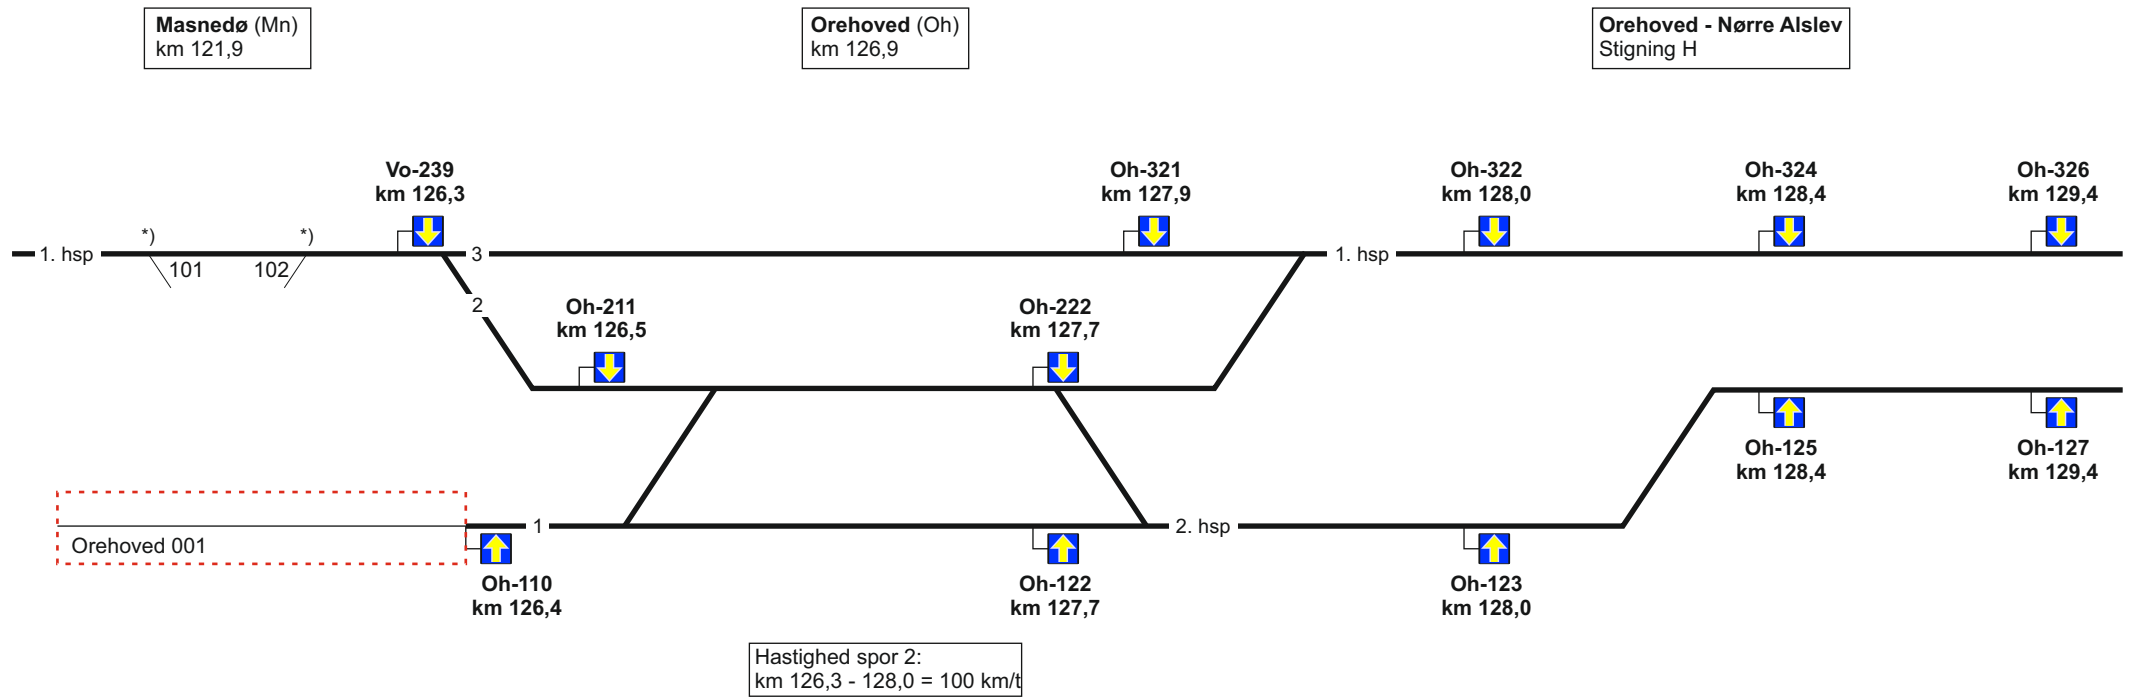 Masnedø (Mn)
km 121,9
Orehoved (Oh)
km 126,9
Orehoved - Nørre Alslev
Stigning H
Vo-239
km 126,3
Oh-321
km 127,9
Oh-322
km 128,0
Oh-324
km 128,4
Oh-326
km 129,4
*)
*)
1. hsp
101
102
3
1. hsp
2
Oh-211
km 126,5
Oh-222
km 127,7
Oh-125
km 128,4
Oh-127
km 129,4
1
2. hsp
Orehoved 001
Oh-110
km 126,4
Oh-122
km 127,7
Oh-123
km 128,0
Hastighed spor 2:
km 126,3 - 128,0 = 100 km/t